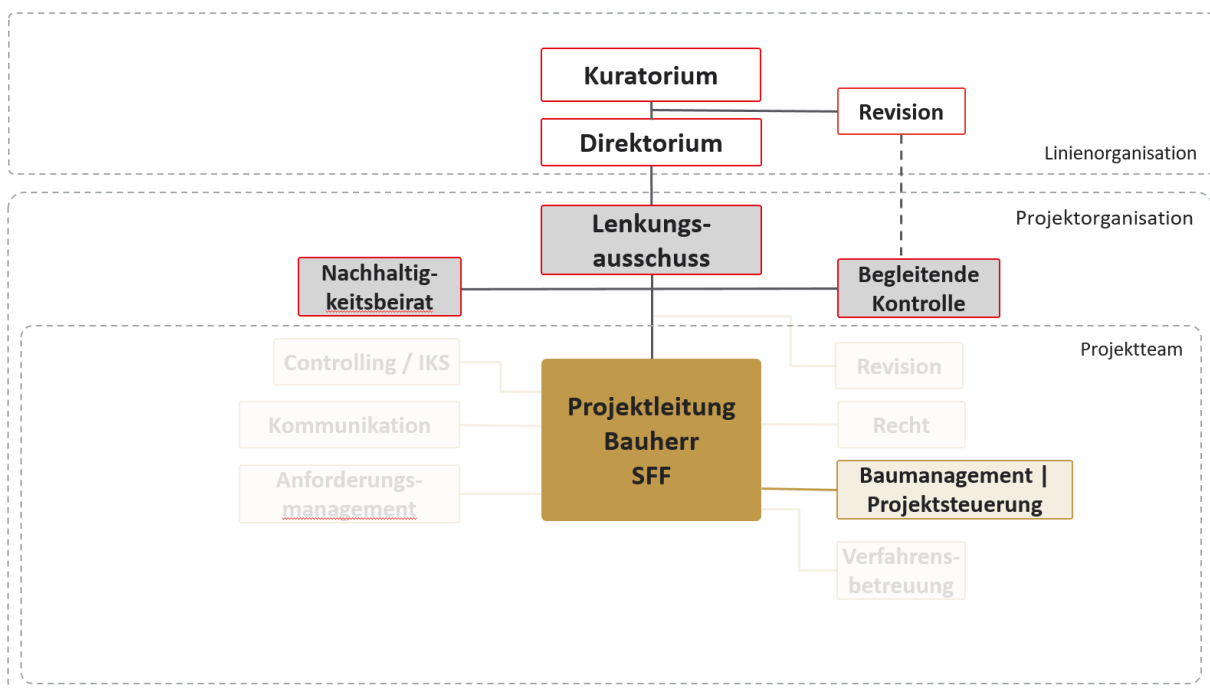 Kuratorium
Revision
Direktorium
Linienorganisation
Projektorganisation
Lenkungs-
ausschuss
Nachhaltig-
keitsbeirat
Begleitende
Kontrolle
Projektteam
Controlling / IKS
Revision
Kommunikation
Projektleitung
Bauherr
SFF
Recht
Anforderungs-
management
Baumanagement |
Projektsteuerung
Verfahrens-
betreuung